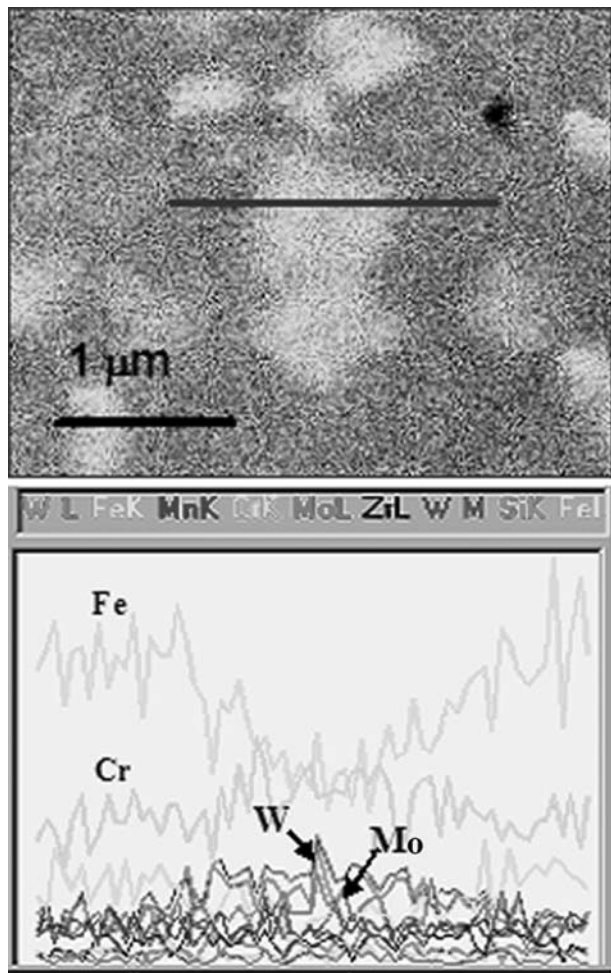 1 μm
W L FeK MnK CrK MoL ZrL W M SiK FeL
Fe
Cr
W
Mo